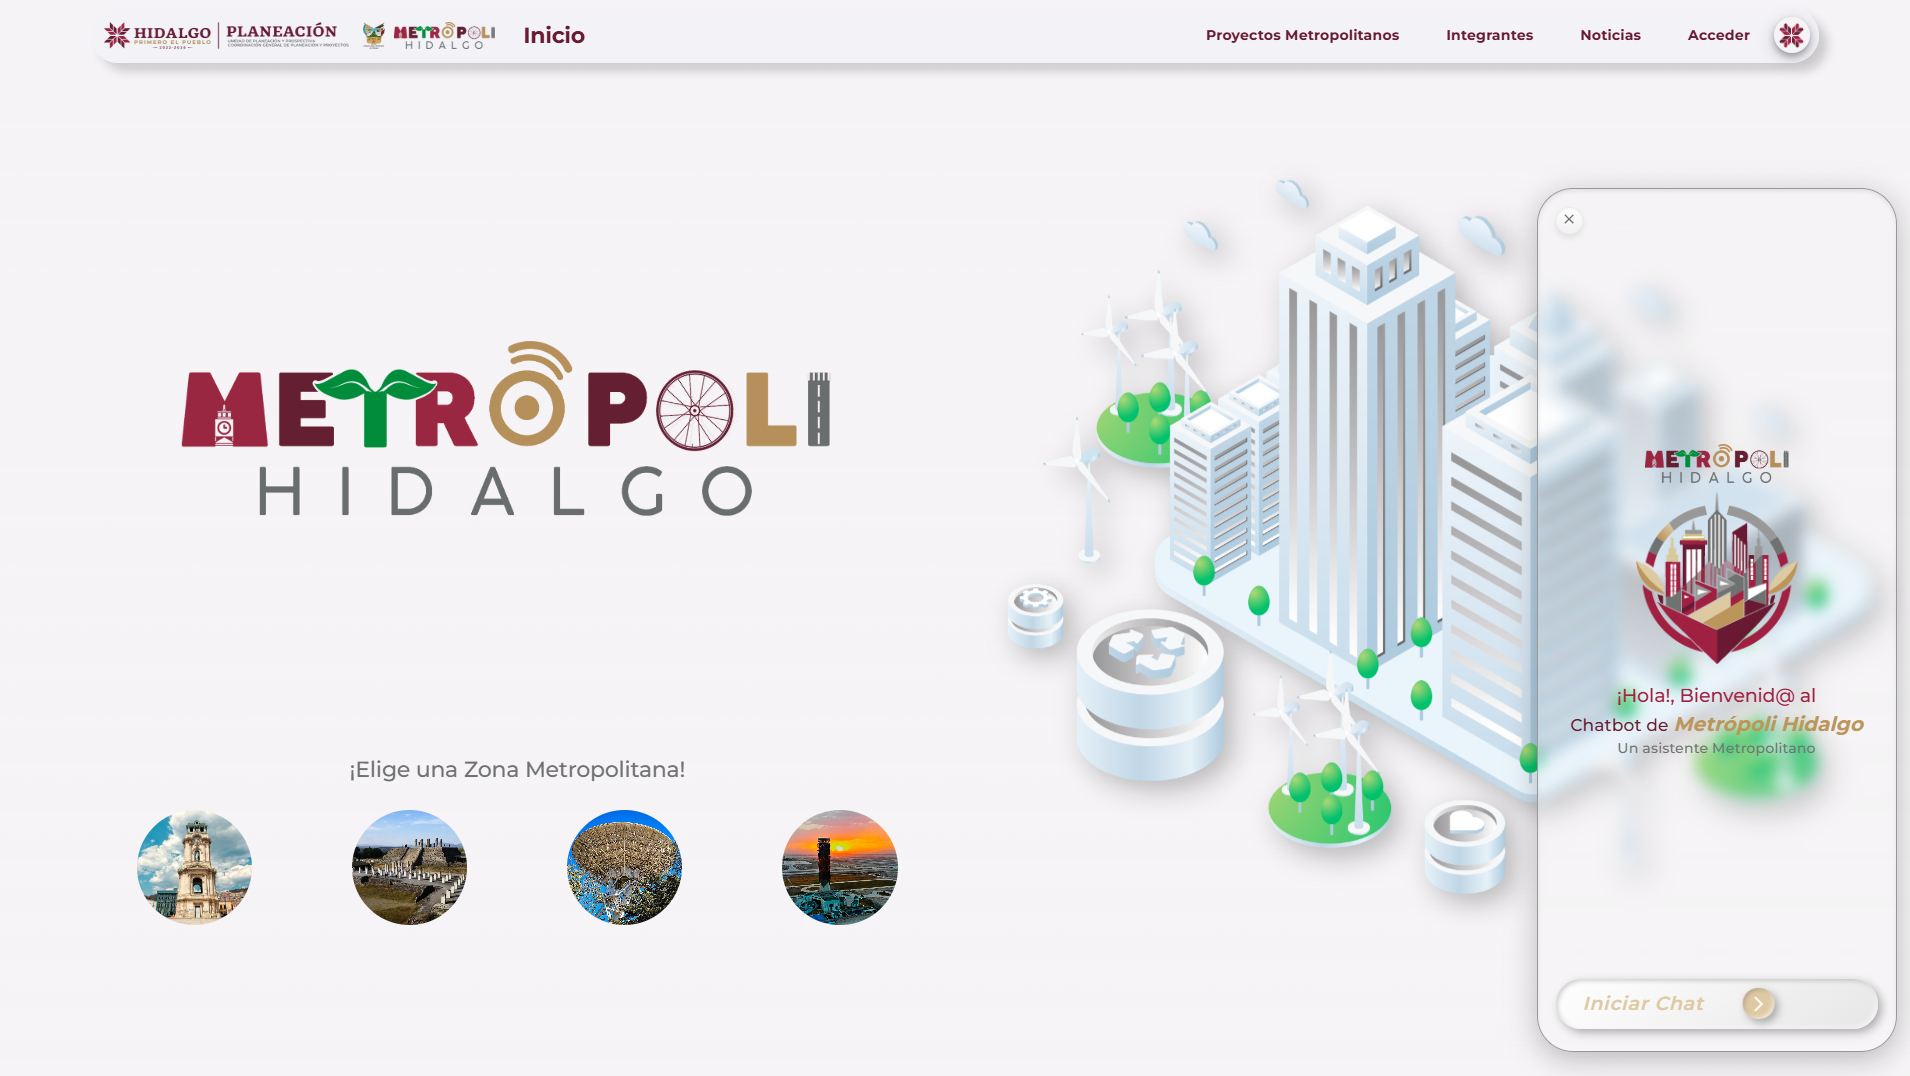 HIDALGO
PRIMERO EL PUEBLO
2022-2028
PLANEACIÓN
UNIDAD DE PLANEACIÓN Y PROSPECTIVA
COORDINACIÓN GENERAL DE PLANEACIÓN Y PROYECTOS
METRÓPOLI
HIDALGO
Inicio
Proyectos Metropolitanos
Integrantes
Noticias
Acceder
METRÓPOLI
HIDALGO
¡Elige una Zona Metropolitana!
METRÓPOLI
HIDALGO
¡Hola!, Bienvenid@ al
Chatbot de Metrópoli Hidalgo
Un asistente Metropolitano
Iniciar Chat